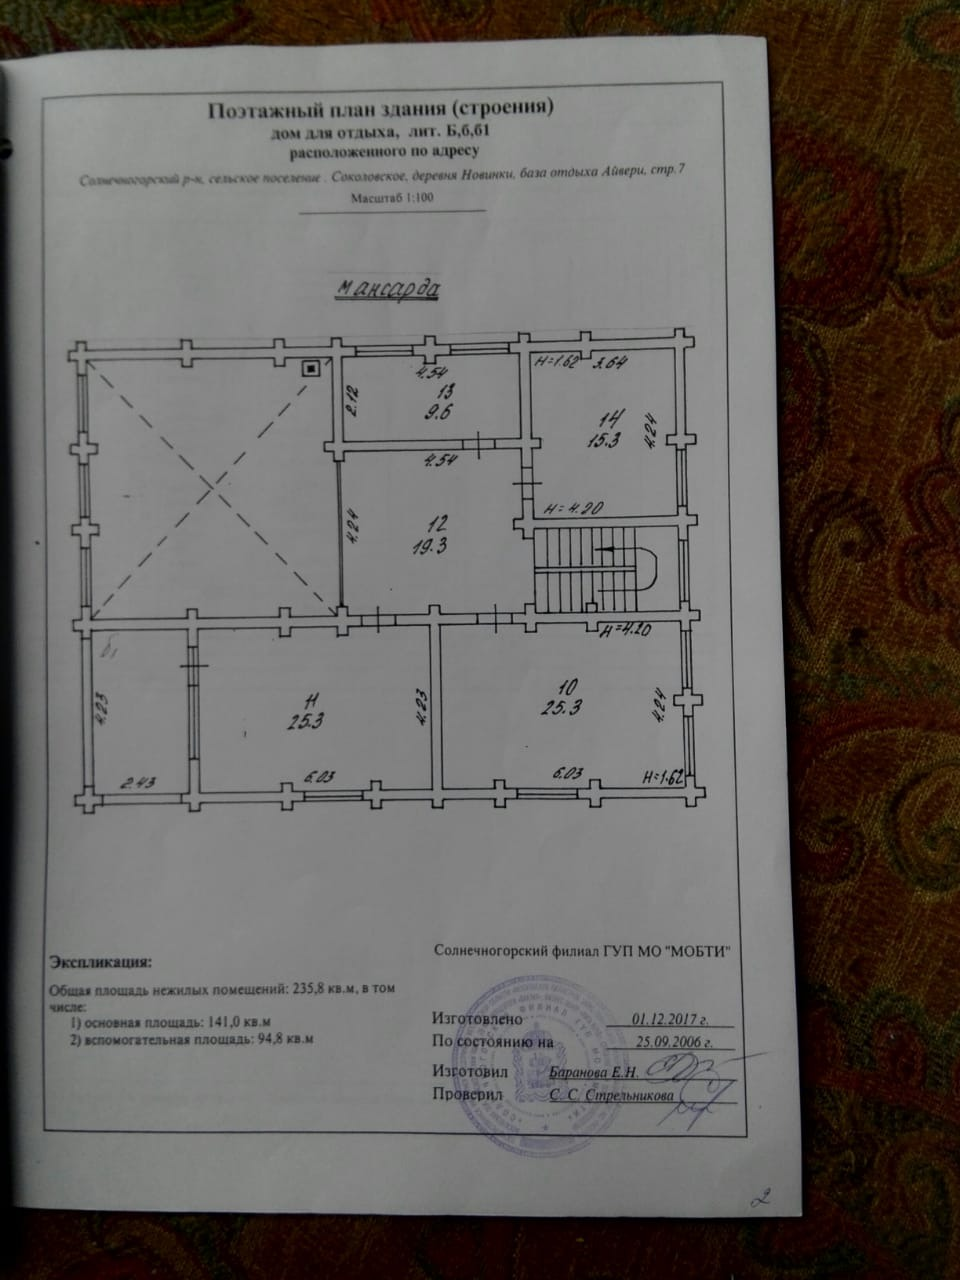 Поэтажный план здания (строения)
дом для отдыха, лит. Б,б,б1
расположенного по адресу
Солнечногорский р-н, сельское поселение . Соколовское, деревня Новинки, база отдыха Айвери, стр.7
Масштаб 1:100
мансарда
H=1.62 3.64
4.54
13
9.6
2.12
14
15.3
4.24
4.54
H=4.20
12
19.3
4.24
H=4.20
б1
4.23
11
25.3
4.23
10
25.3
4.24
2.43
6.03
6.03
H=1.62
Солнечногорский филиал ГУП МО "МОБТИ"
Экспликация:
Общая площадь нежилых помещений: 235,8 кв.м, в том
числе:
1) основная площадь: 141,0 кв.м
2) вспомогательная площадь: 94,8 кв.м
Изготовлено 01.12.2017 г.
По состоянию на 25.09.2006 г.
Изготовил Баранова Е.Н.
Проверил С. С. Стрельникова
2